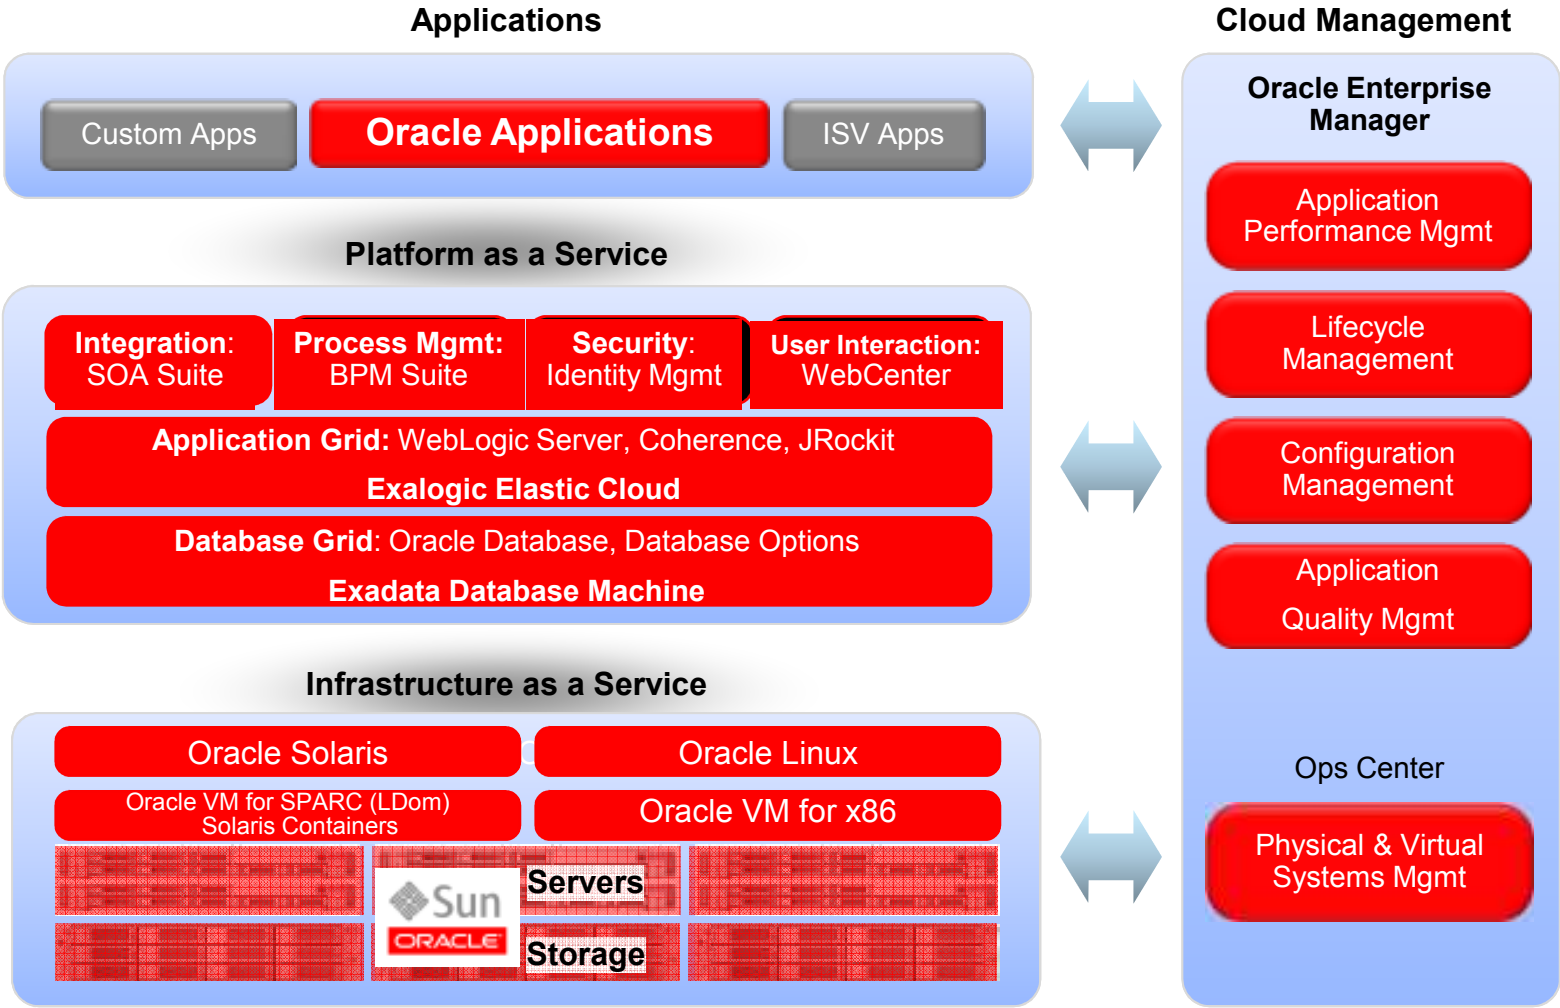 Applications
Custom Apps
Oracle Applications
ISV Apps
Platform as a Service
Integration:
SOA Suite
Process Mgmt:
BPM Suite
Security:
Identity Mgmt
User Interaction:
WebCenter
Application Grid: WebLogic Server, Coherence, JRockit
Exalogic Elastic Cloud
Database Grid: Oracle Database, Database Options
Exadata Database Machine
Infrastructure as a Service
Oracle Solaris
Oracle Linux
Oracle VM for SPARC (LDom)
Solaris Containers
Oracle VM for x86
Servers
Sun
ORACLE
Storage
Cloud Management
Oracle Enterprise
Manager
Application
Performance Mgmt
Lifecycle
Management
Configuration
Management
Application
Quality Mgmt
Ops Center
Physical & Virtual
Systems Mgmt